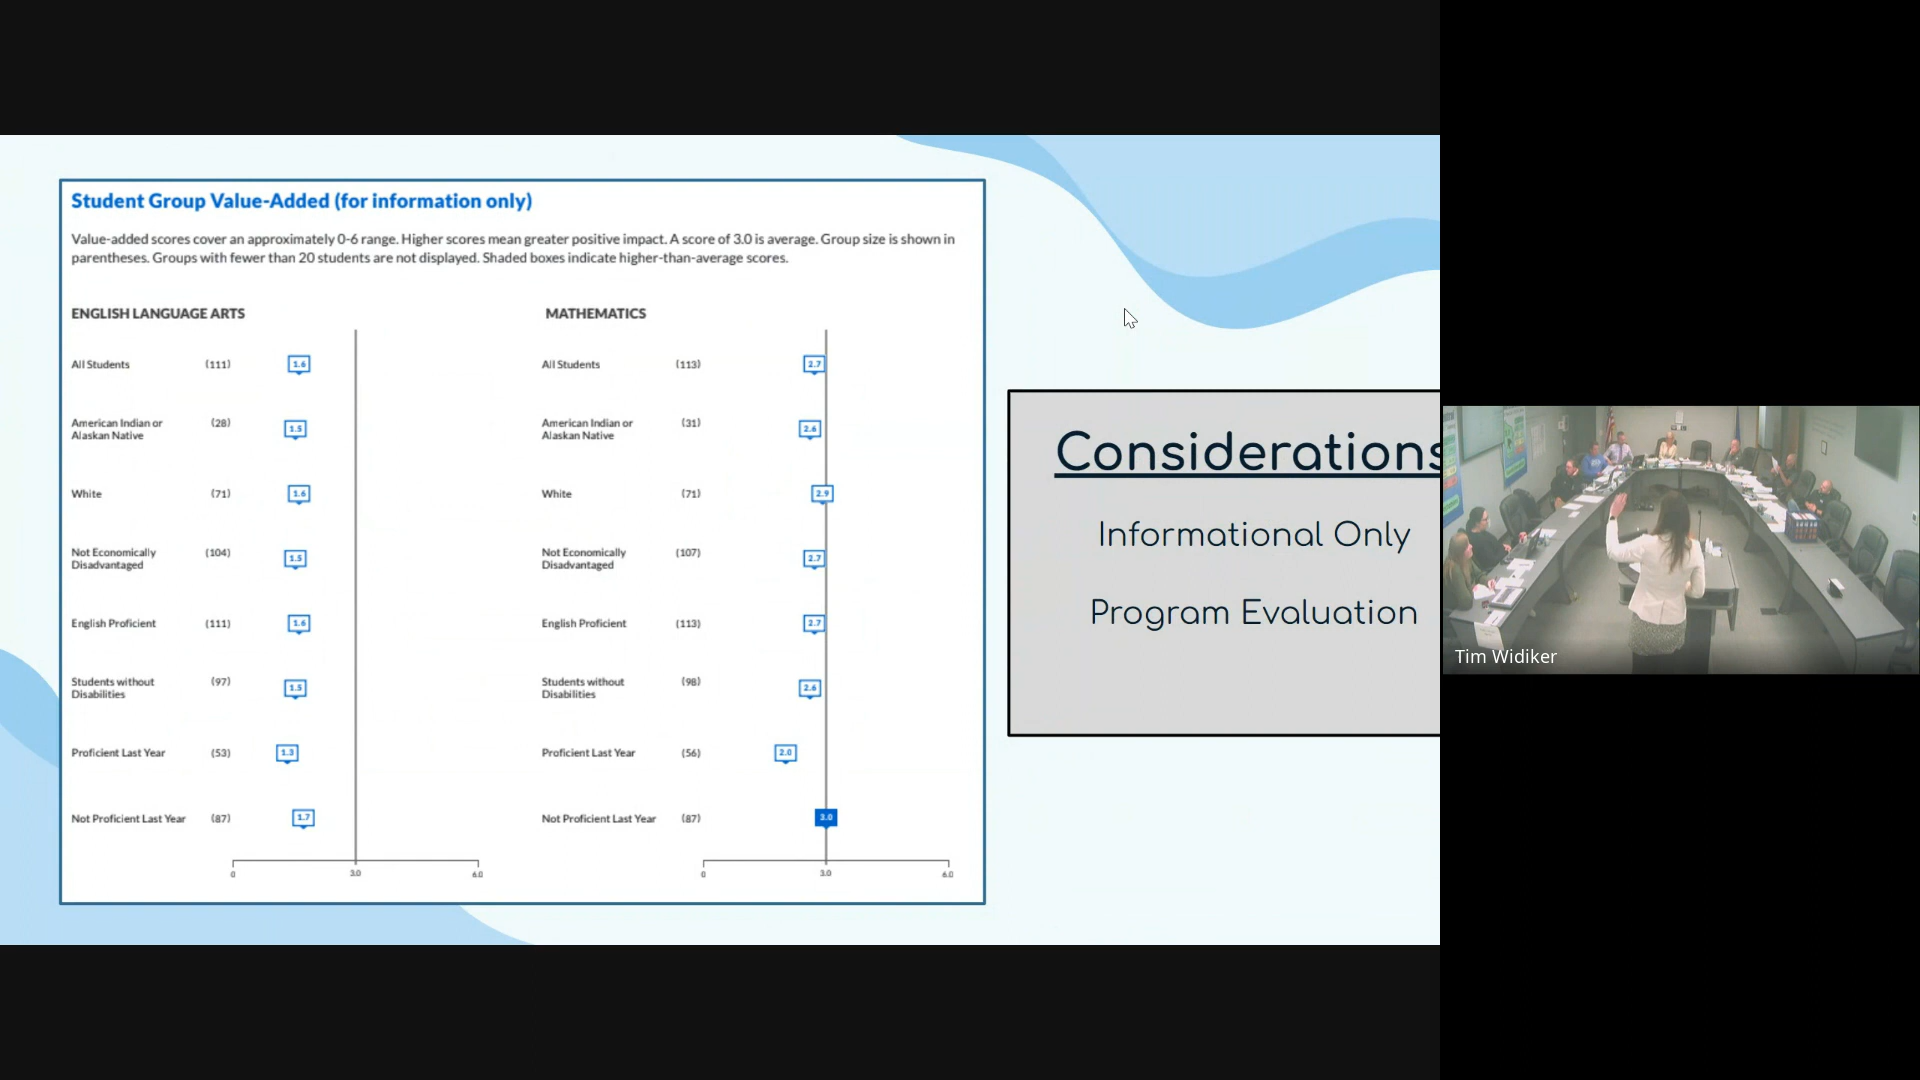 Student Group Value-Added (for information only)
Value-added scores cover an approximately 0-6 range. Higher scores mean greater positive impact. A score of 3.0 is average. Group size is shown in
parentheses. Groups with fewer than 20 students are not displayed. Shaded boxes indicate higher-than-average scores.
ENGLISH LANGUAGE ARTS
All Students (111) 1.6
American Indian or
Alaskan Native (28) 1.5
White (71) 1.6
Not Economically
Disadvantaged (104) 1.5
English Proficient (111) 1.6
Students without
Disabilities (97) 1.5
Proficient Last Year (53) 1.3
Not Proficient Last Year (87) 1.7
0 3.0 6.0
MATHEMATICS
All Students (113) 2.7
American Indian or
Alaskan Native (31) 2.6
White (71) 2.9
Not Economically
Disadvantaged (107) 2.7
English Proficient (113) 2.7
Students without
Disabilities (98) 2.6
Proficient Last Year (56) 2.0
Not Proficient Last Year (87) 3.0
0 3.0 6.0
Considerations
Informational Only
Program Evaluation
Tim Widiker